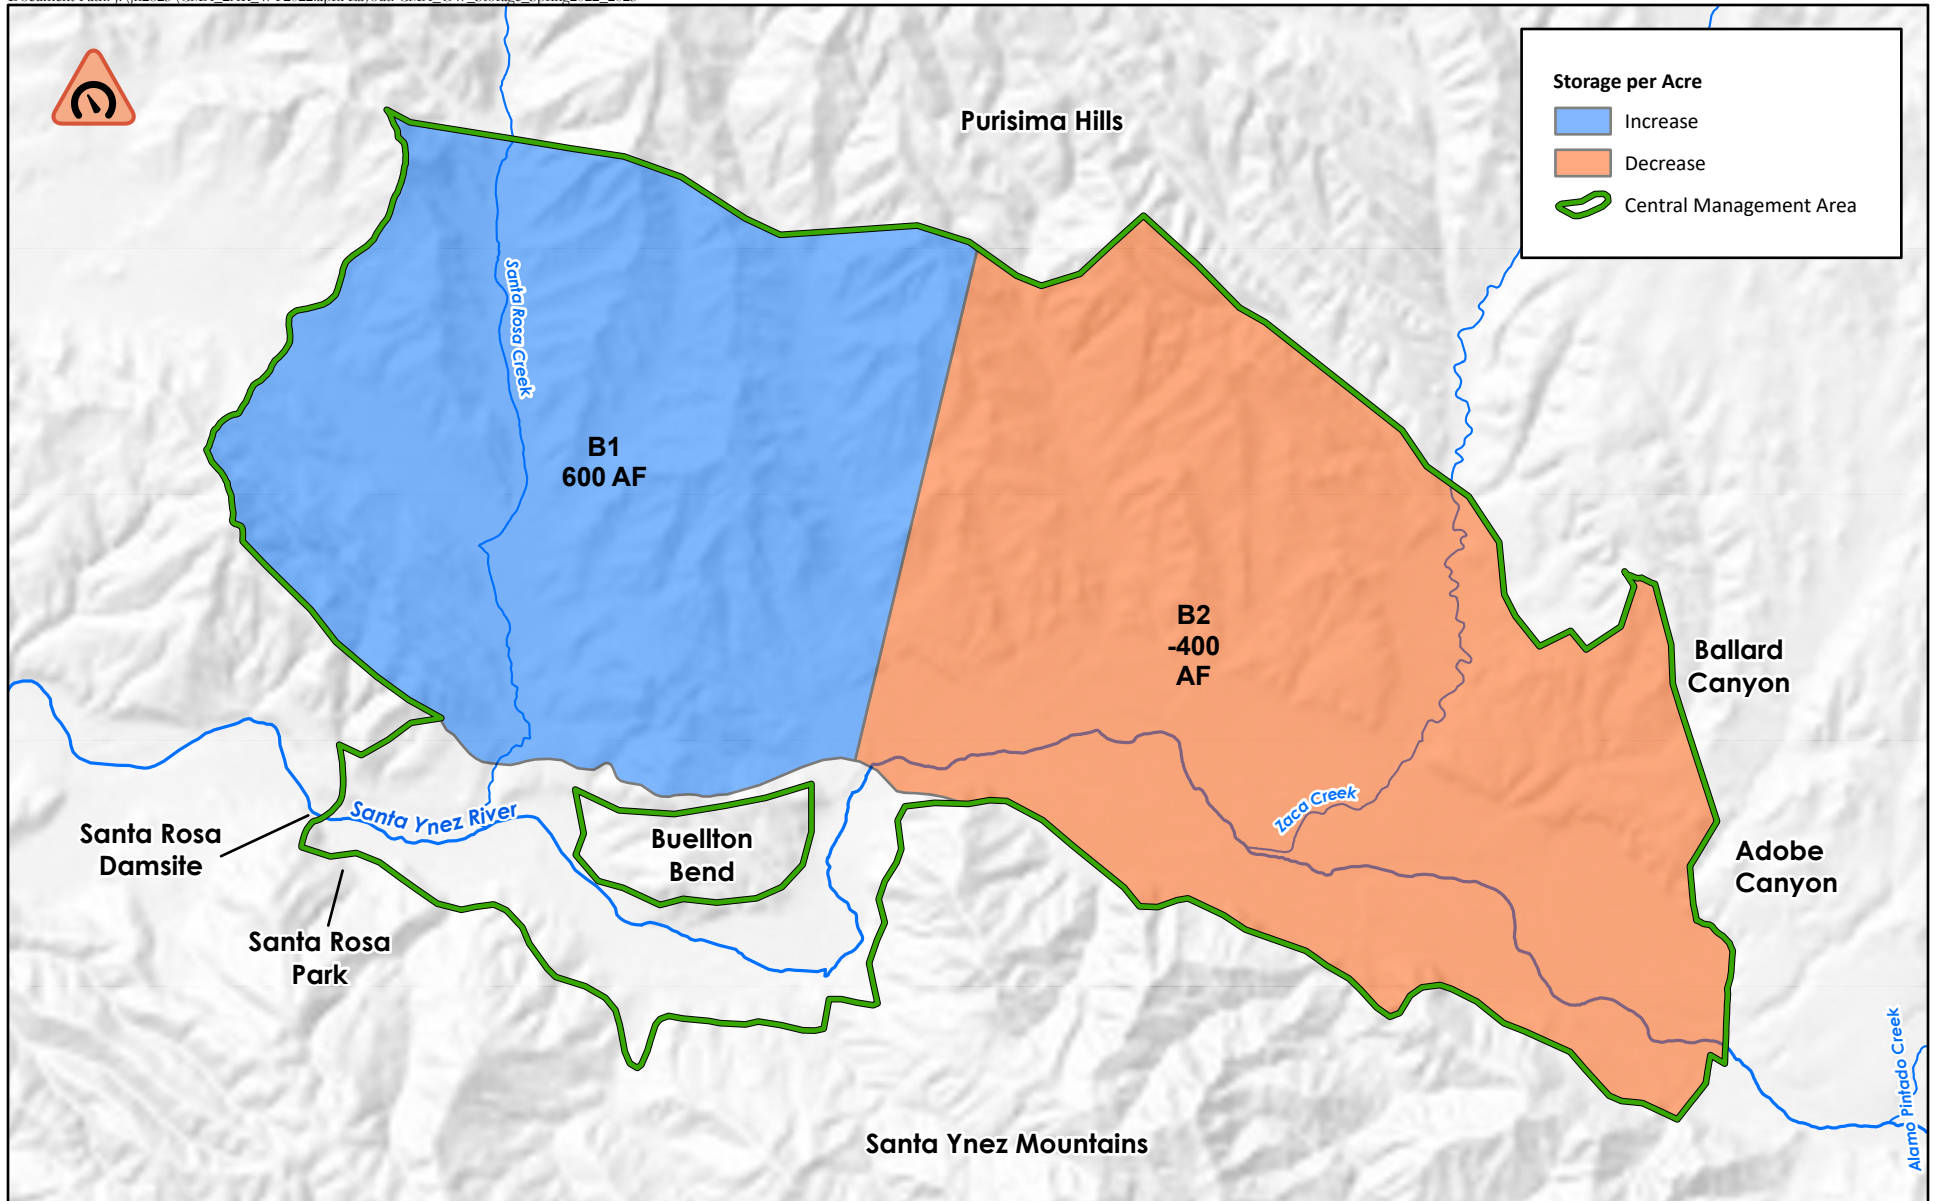 Purisima Hills
Storage per Acre
Increase
Decrease
Central Management Area
Santa Rosa Creek
B1
600 AF
B2
-400
AF
Ballard
Canyon
Zaca Creek
Santa Ynez River
Santa Rosa
Damsite
Buellton
Bend
Adobe
Canyon
Santa Rosa
Park
Santa Ynez Mountains
Alamo Pintado Creek